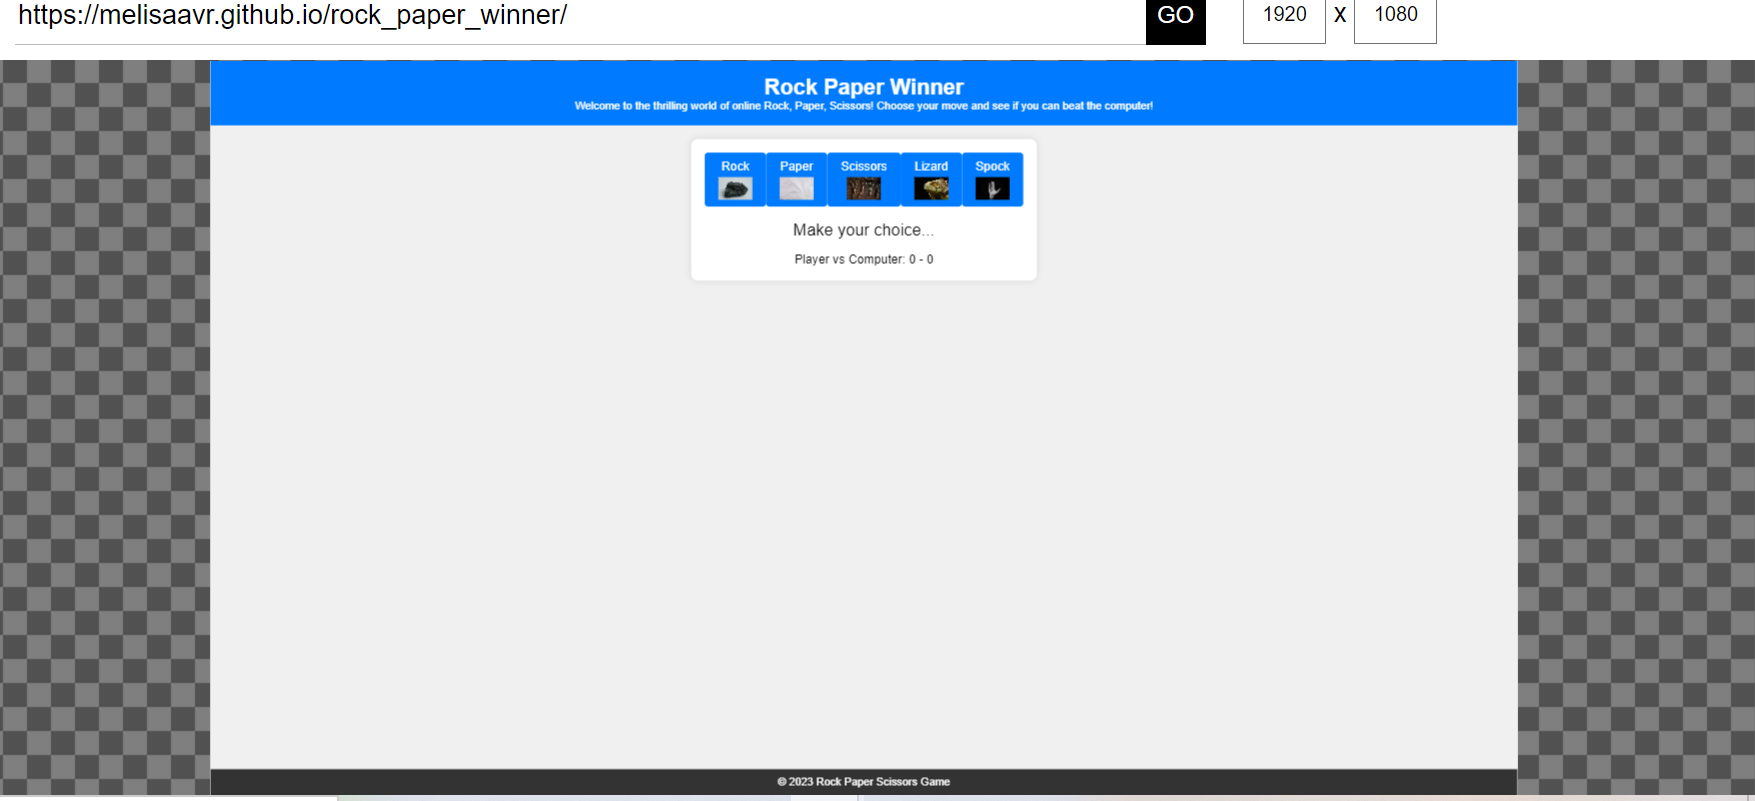 https://melisaavr.github.io/rock_paper_winner/ GO 1920 X 1080
Rock Paper Winner
Welcome to the thrilling world of online Rock, Paper, Scissors! Choose your move and see if you can beat the computer!
Rock Paper Scissors Lizard Spock
Make your choice...
Player vs Computer: 0 - 0
© 2023 Rock Paper Scissors Game